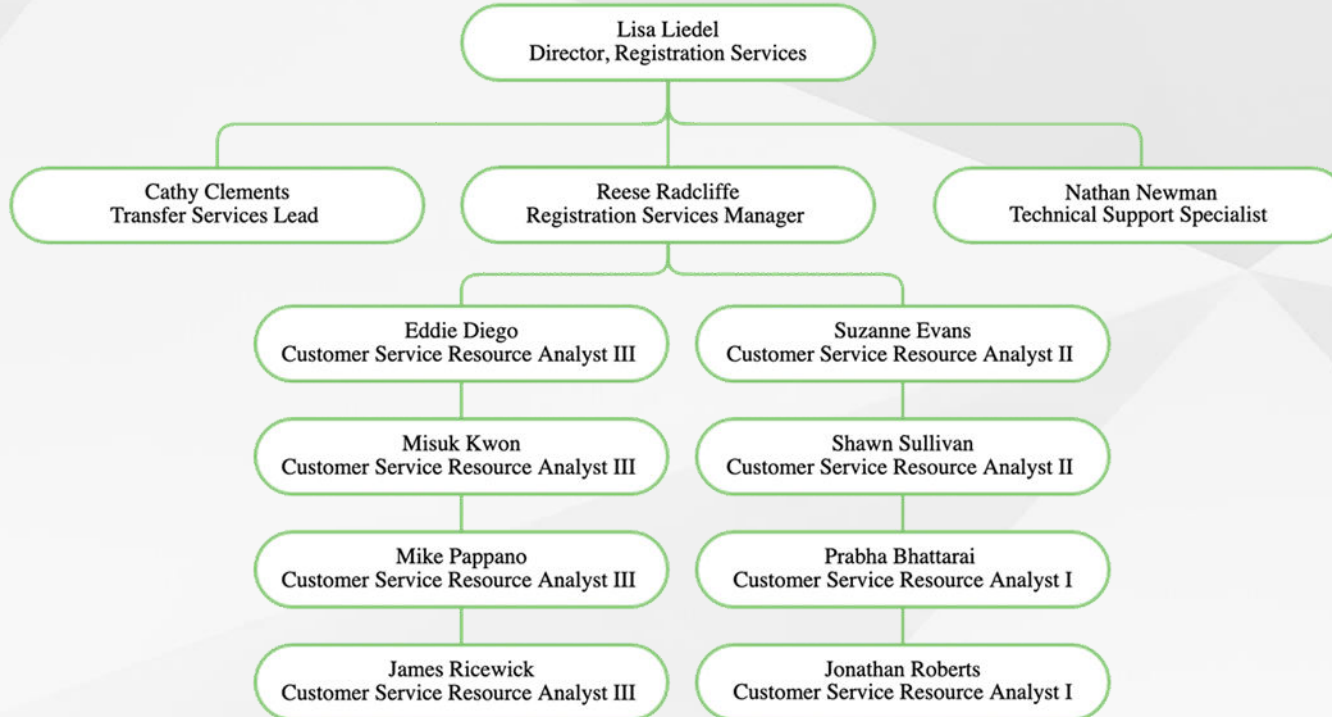 Lisa Liedel
Director, Registration Services
Cathy Clements
Transfer Services Lead
Reese Radcliffe
Registration Services Manager
Nathan Newman
Technical Support Specialist
Eddie Diego
Customer Service Resource Analyst III
Suzanne Evans
Customer Service Resource Analyst II
Misuk Kwon
Customer Service Resource Analyst III
Shawn Sullivan
Customer Service Resource Analyst II
Mike Pappano
Customer Service Resource Analyst III
Prabha Bhattarai
Customer Service Resource Analyst I
James Ricewick
Customer Service Resource Analyst III
Jonathan Roberts
Customer Service Resource Analyst I